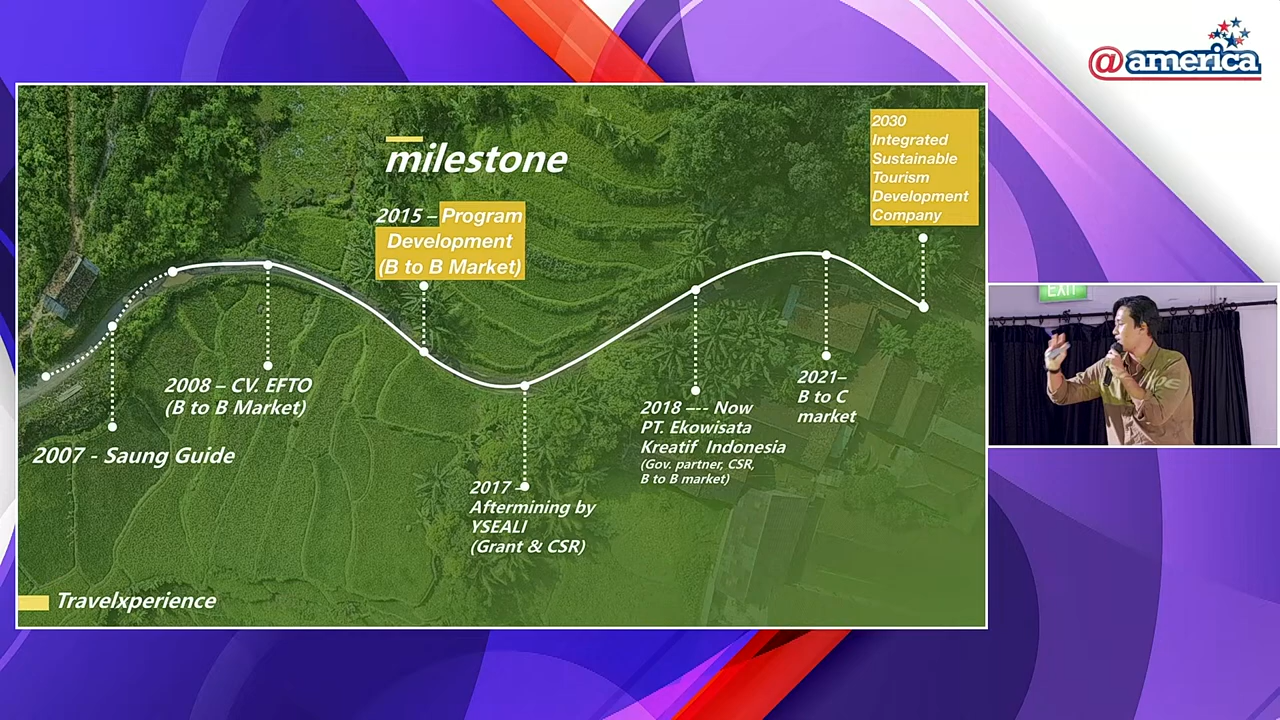 @america
milestone
2015 – Program
Development
(B to B Market)
2030
Integrated
Sustainable
Tourism
Development
Company
EXIT
2008 – CV. EFTO
(B to B Market)
2007 - Saung Guide
2017 –
Aftermining by
YSEALI
(Grant & CSR)
2018 –-- Now
PT. Ekowisata
Kreatif Indonesia
(Gov. partner, CSR,
B to B market)
2021–
B to C
market
Travelxperience